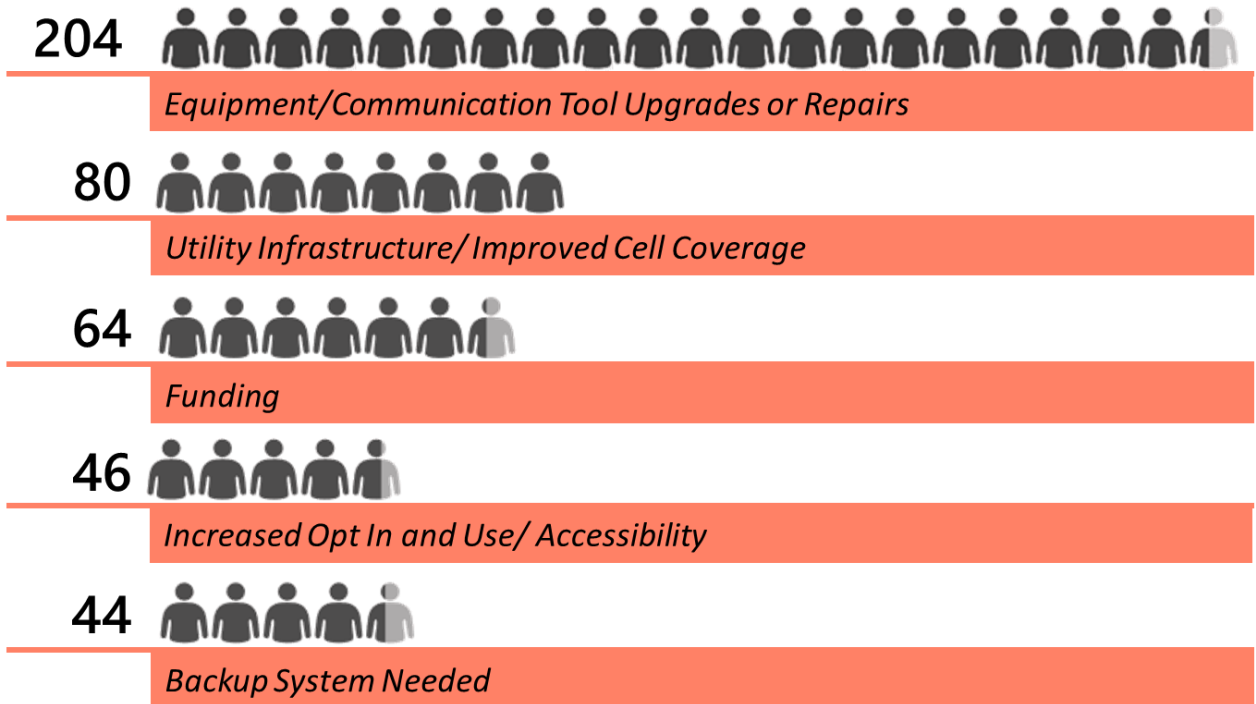 204
Equipment/Communication Tool Upgrades or Repairs
80
Utility Infrastructure/ Improved Cell Coverage
64
Funding
46
Increased Opt In and Use/ Accessibility
44
Backup System Needed